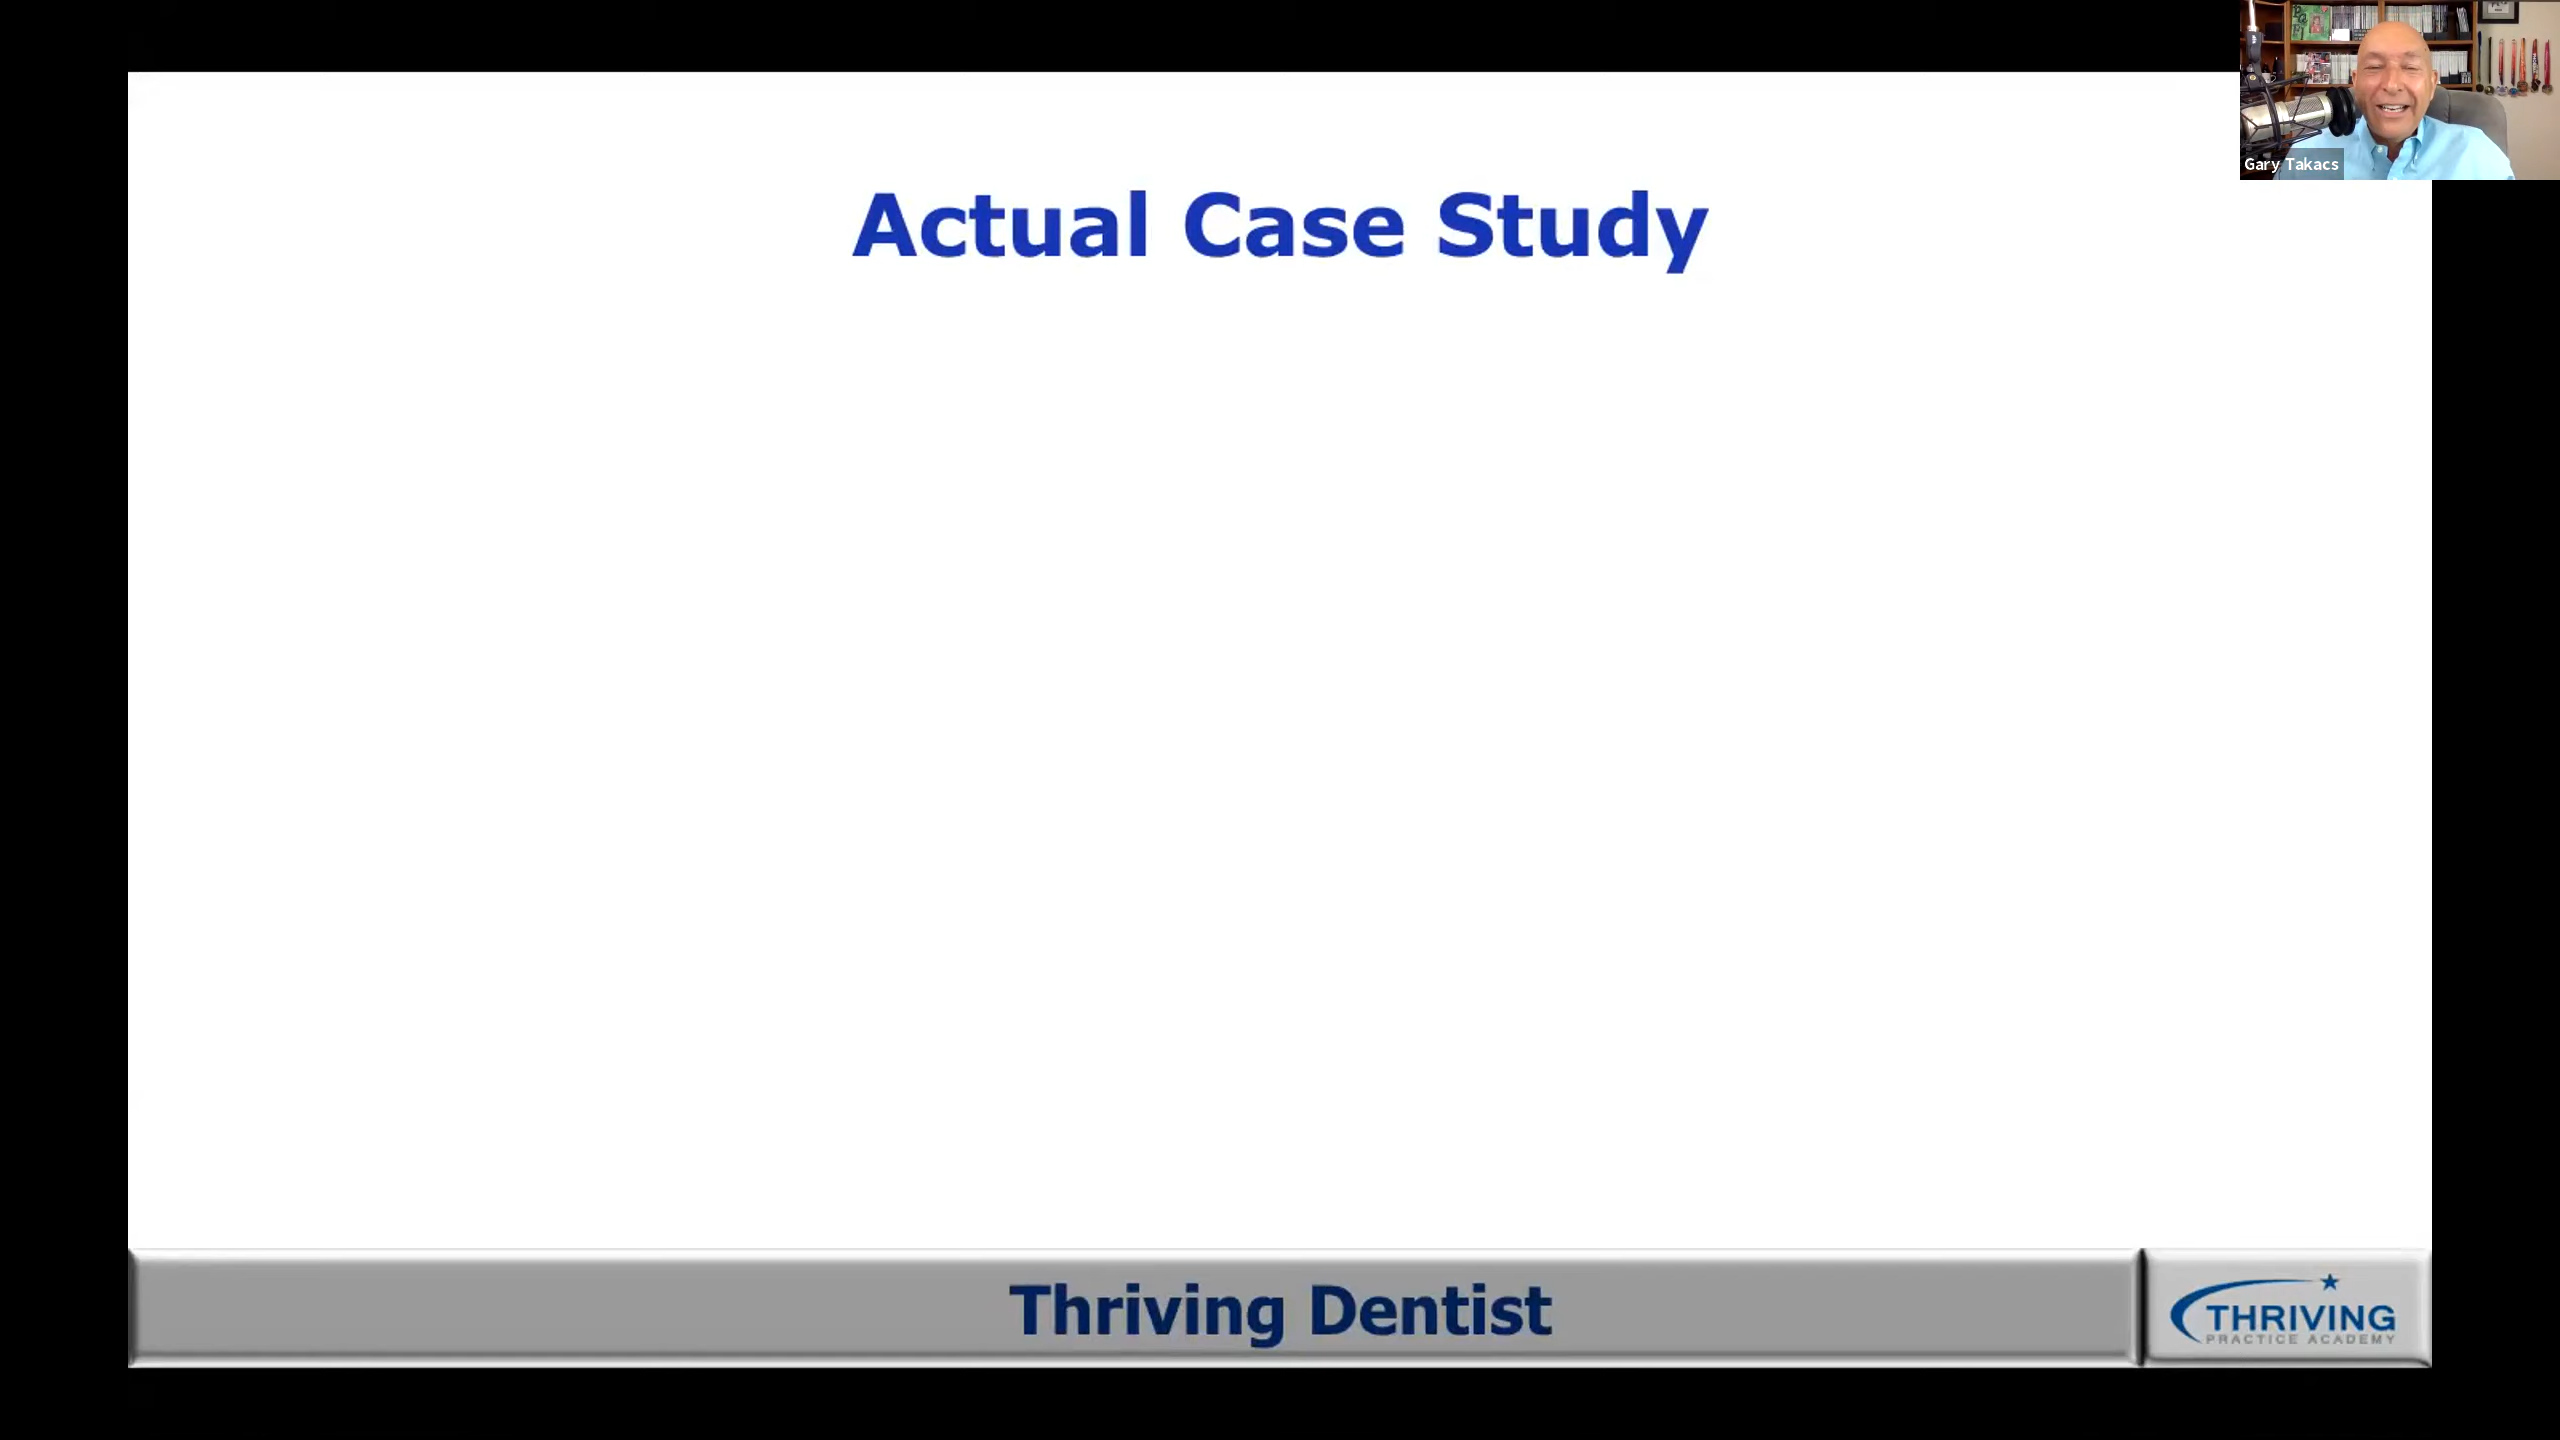 Gary Takacs
Actual Case Study
Thriving Dentist
THRIVING
PRACTICE ACADEMY